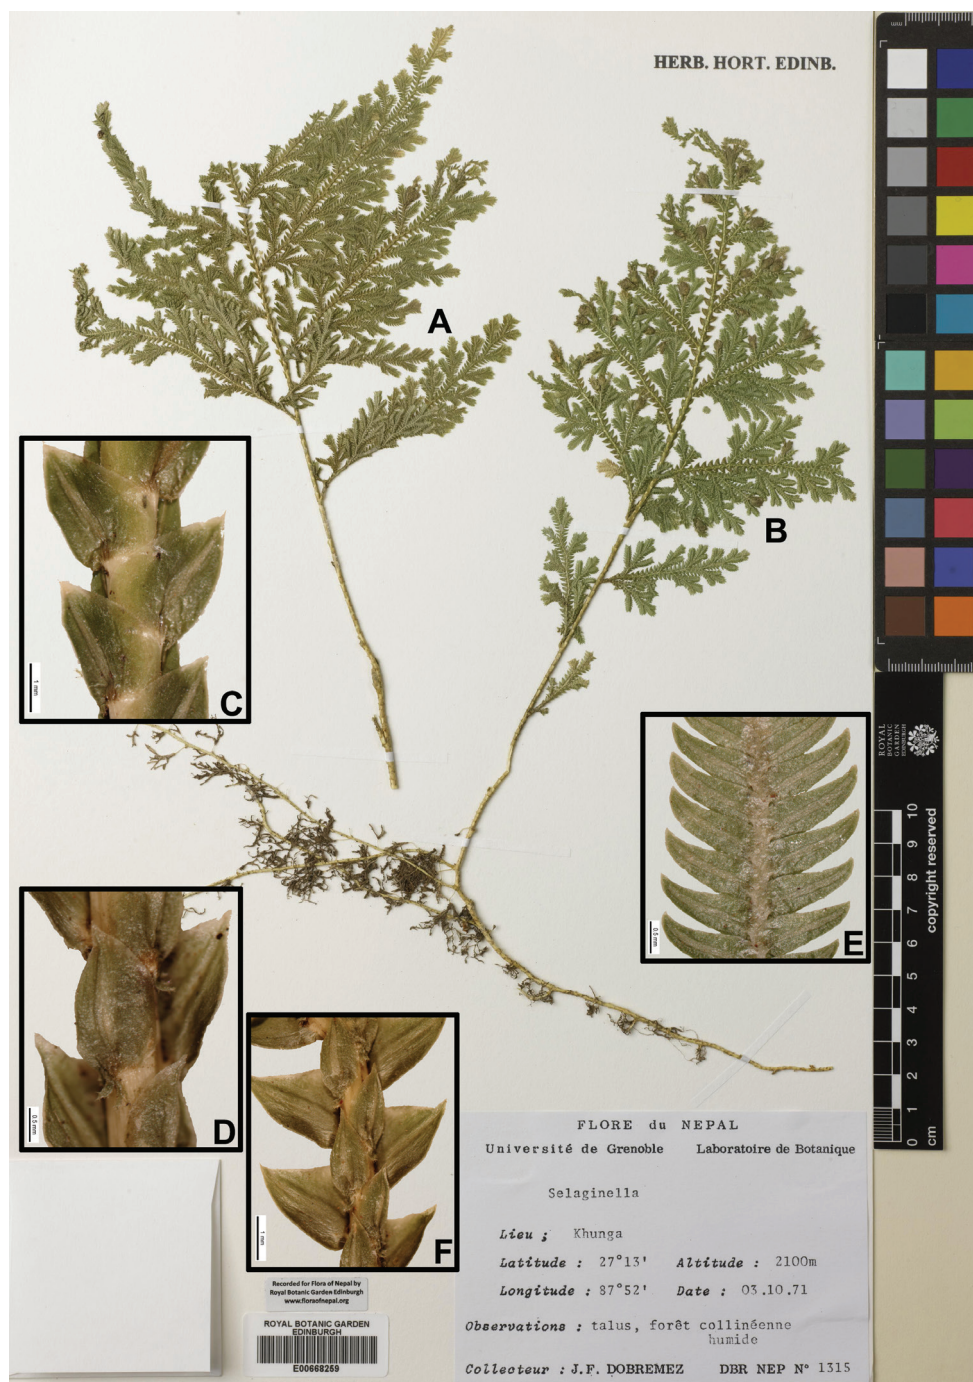 HERB. HORT. EDINB.
A
B
C
1 mm
D
0.5 mm
E
0.5 mm
F
1 mm
ROYAL
BOTANIC
GARDEN
EDINBURGH
copyright reserved
10
9
8
7
6
5
4
3
2
1
0
cm
FLORE du NEPAL
Université de Grenoble Laboratoire de Botanique
Selaginella
Lieu ; Khunga
Latitude : 27°13' Altitude : 2100m
Longitude : 87°52' Date : 03.10.71
Observations : talus, forêt collinéenne
humide
Collecteur : J.F. DOBREMEZ DBR NEP N° 1315
Recorded for Flora of Nepal by
Royal Botanic Garden Edinburgh
www.floraofnepal.org
ROYAL BOTANIC GARDEN
EDINBURGH
E00668259